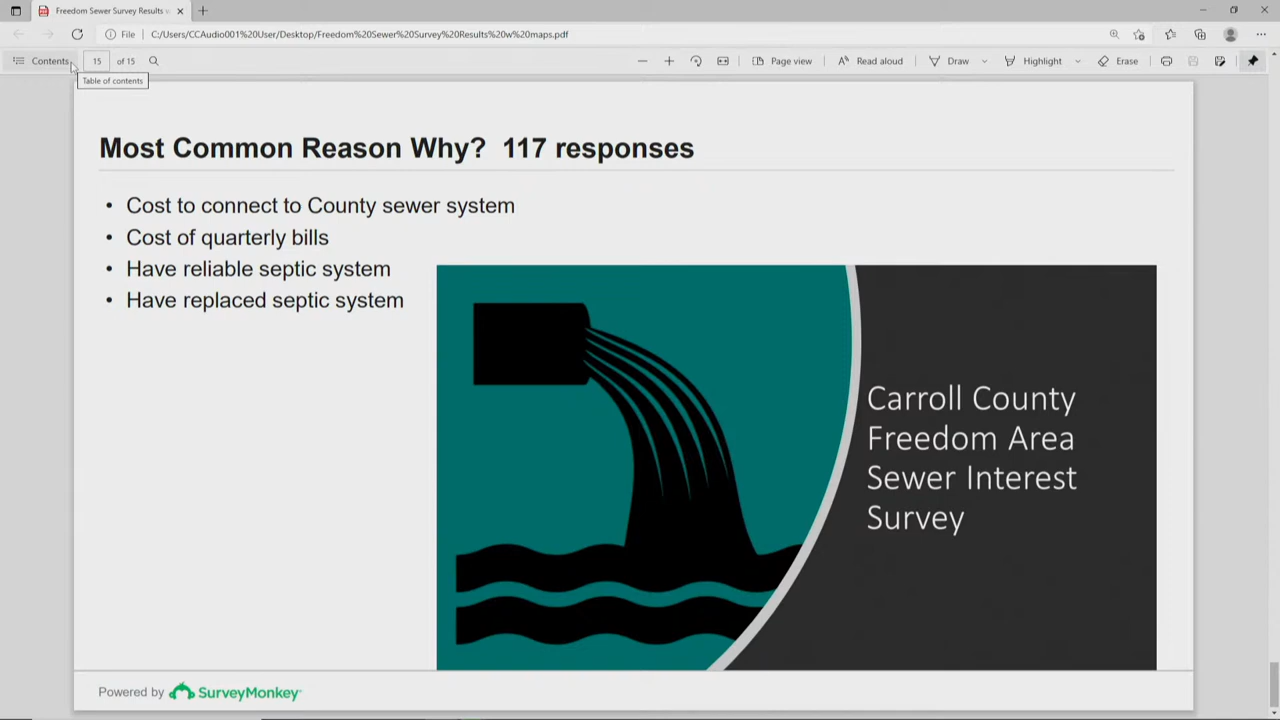 Freedom Sewer Survey Results
File
C:/Users/CCAudio001%20User/Desktop/Freedom%20Sewer%20Survey%20Results%20w%20maps.pdf
Contents
15
of 15
Page view
Read aloud
Draw
Highlight
Erase
Table of contents
Most Common Reason Why? 117 responses
• Cost to connect to County sewer system
• Cost of quarterly bills
• Have reliable septic system
• Have replaced septic system
Carroll County
Freedom Area
Sewer Interest
Survey
Powered by SurveyMonkey